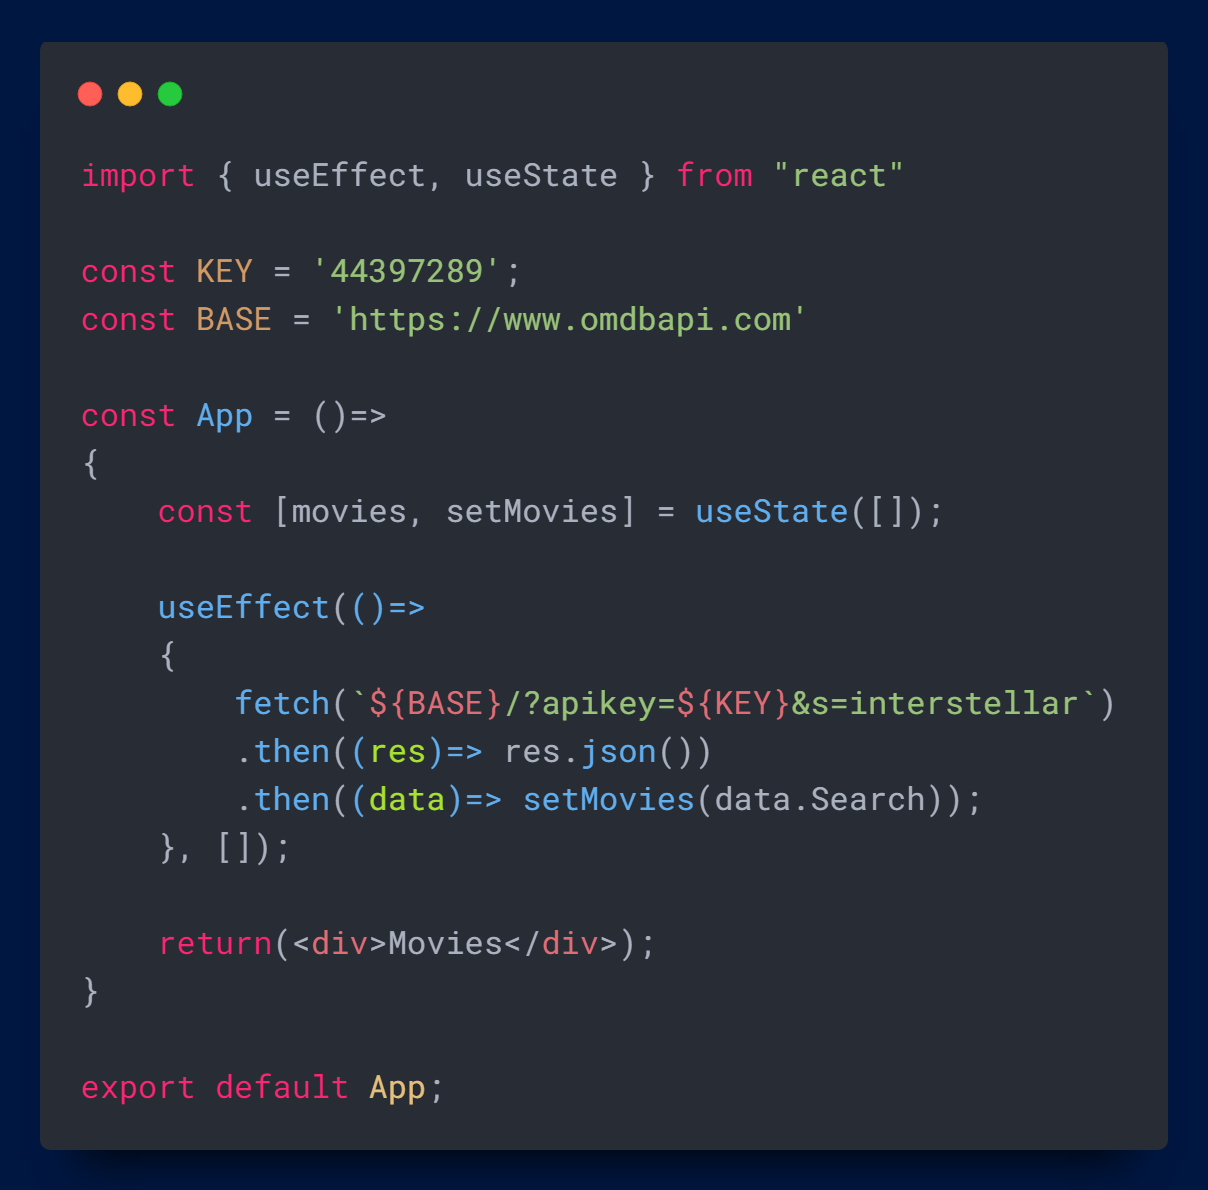 import { useEffect, useState } from "react"
const KEY = '44397289';
const BASE = 'https://www.omdbapi.com'
const App = ()=>
{
const [movies, setMovies] = useState([]);
useEffect(()=>
{
fetch(`${BASE}/?apikey=${KEY}&s=interstellar`)
.then((res)=> res.json())
.then((data)=> setMovies(data.Search));
}, []);
return(<div>Movies</div>);
}
export default App;